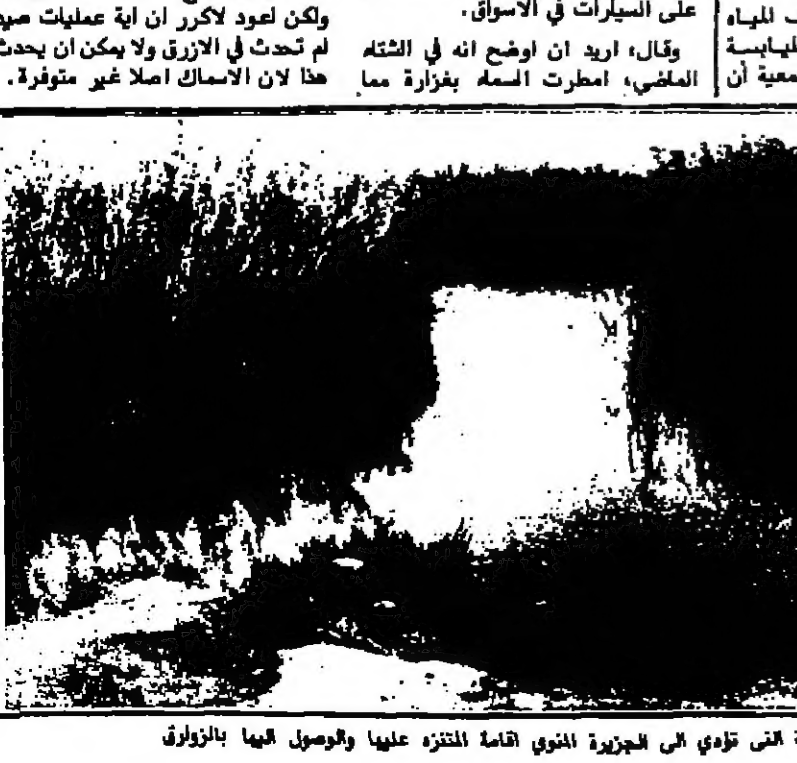 على السيارات في الاسواق.
وقال، اريد ان اوضح انه في الشتاء
الماضي، امطرت السماء بغزارة مما
ولكن اعود لاكرر ان اية عمليات صيد
لم تحدث في الازرق ولا يمكن ان يحدث
هذا لان الاسماك اصلا غير متوفرة.
المياه
معية أن
التي تؤدي الى الجزيرة المنوي اقامة المتنزه عليها والوصول اليها بالزوارق